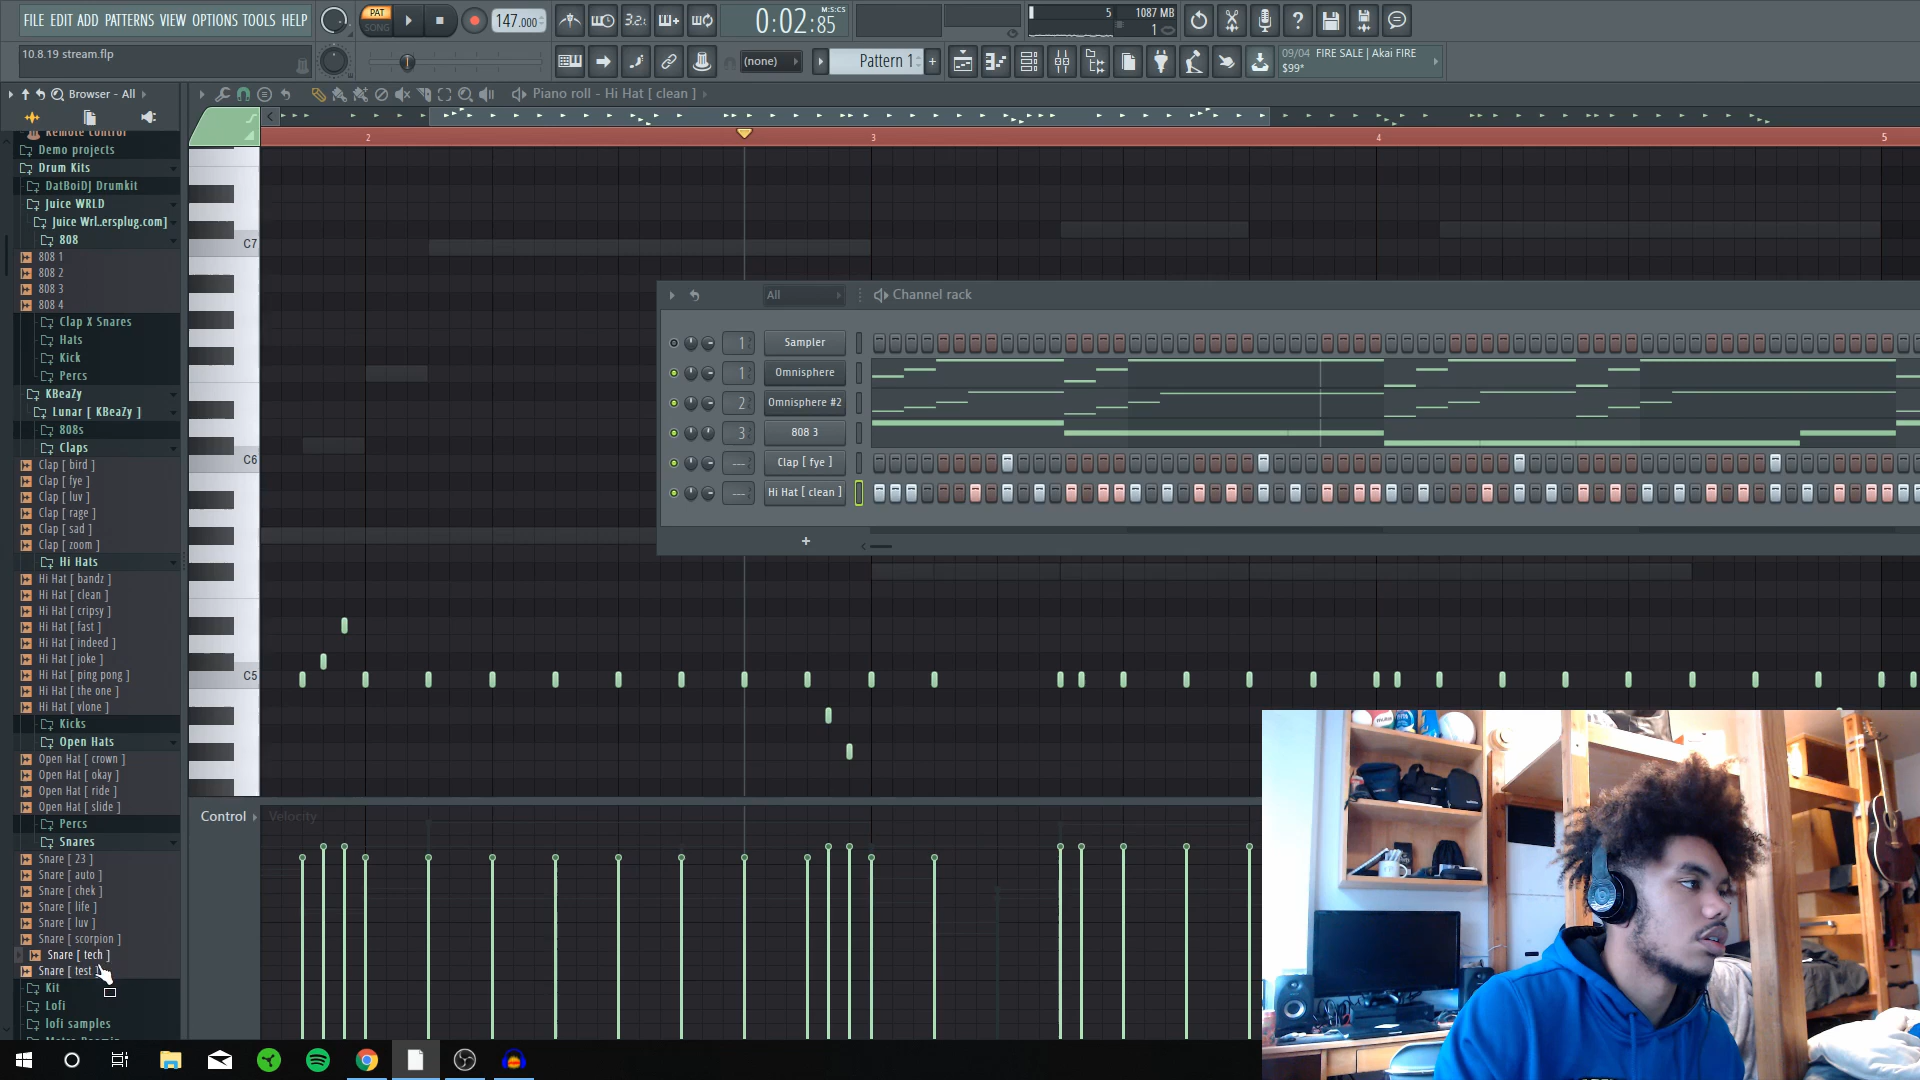 FILE EDIT ADD PATTERNS VIEW OPTIONS TOOLS HELP
PAT
SONG
147.000
3.2.
0:02:85
M:S:CS
5
1087 MB
1
10.8.19 stream.flp
(none)
Pattern 1
+
09/04 FIRE SALE | Akai FIRE
$99*
Browser - All
Piano roll - Hi Hat [ clean ]
Remote control
Demo projects
Drum Kits
DatBoiDJ Drumkit
Juice WRLD
Juice Wrl..ersplug.com]
808
808 1
808 2
808 3
808 4
Clap X Snares
Hats
Kick
Percs
KBeaZy
Lunar [ KBeaZy ]
808s
Claps
Clap [ bird ]
Clap [ fye ]
Clap [ luv ]
Clap [ rage ]
Clap [ sad ]
Clap [ zoom ]
Hi Hats
Hi Hat [ bandz ]
Hi Hat [ clean ]
Hi Hat [ cripsy ]
Hi Hat [ fast ]
Hi Hat [ indeed ]
Hi Hat [ joke ]
Hi Hat [ ping pong ]
Hi Hat [ the one ]
Hi Hat [ vlone ]
Kicks
Open Hats
Open Hat [ crown ]
Open Hat [ okay ]
Open Hat [ ride ]
Open Hat [ slide ]
Percs
Snares
Snare [ 23 ]
Snare [ auto ]
Snare [ chek ]
Snare [ life ]
Snare [ luv ]
Snare [ scorpion ]
Snare [ tech ]
Snare [ test ]
Kit
Lofi
lofi samples
2
3
4
5
C7
C6
C5
All
Channel rack
1 Sampler
1 Omnisphere
2 Omnisphere #2
3 808 3
--- Clap [ fye ]
--- Hi Hat [ clean ]
+
Control
Velocity